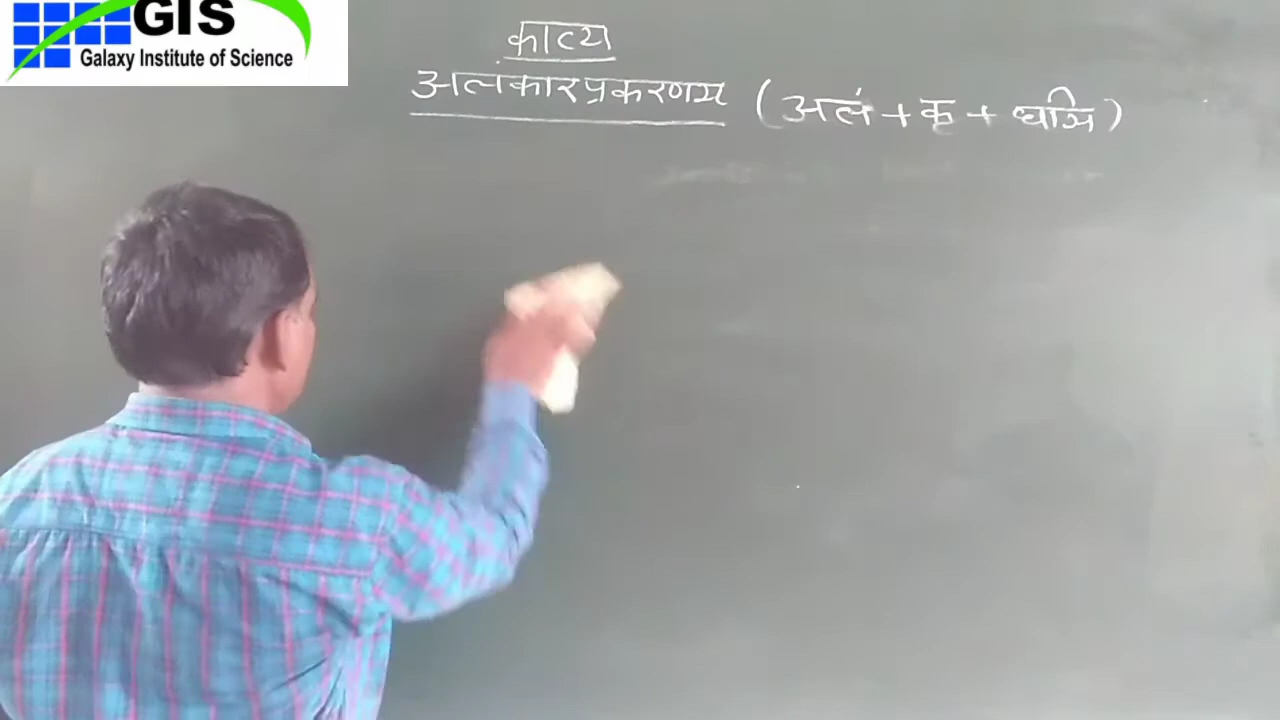 GIS
Galaxy Institute of Science
काव्य
अलंकारप्रकरणम (अलं + क + घञि)